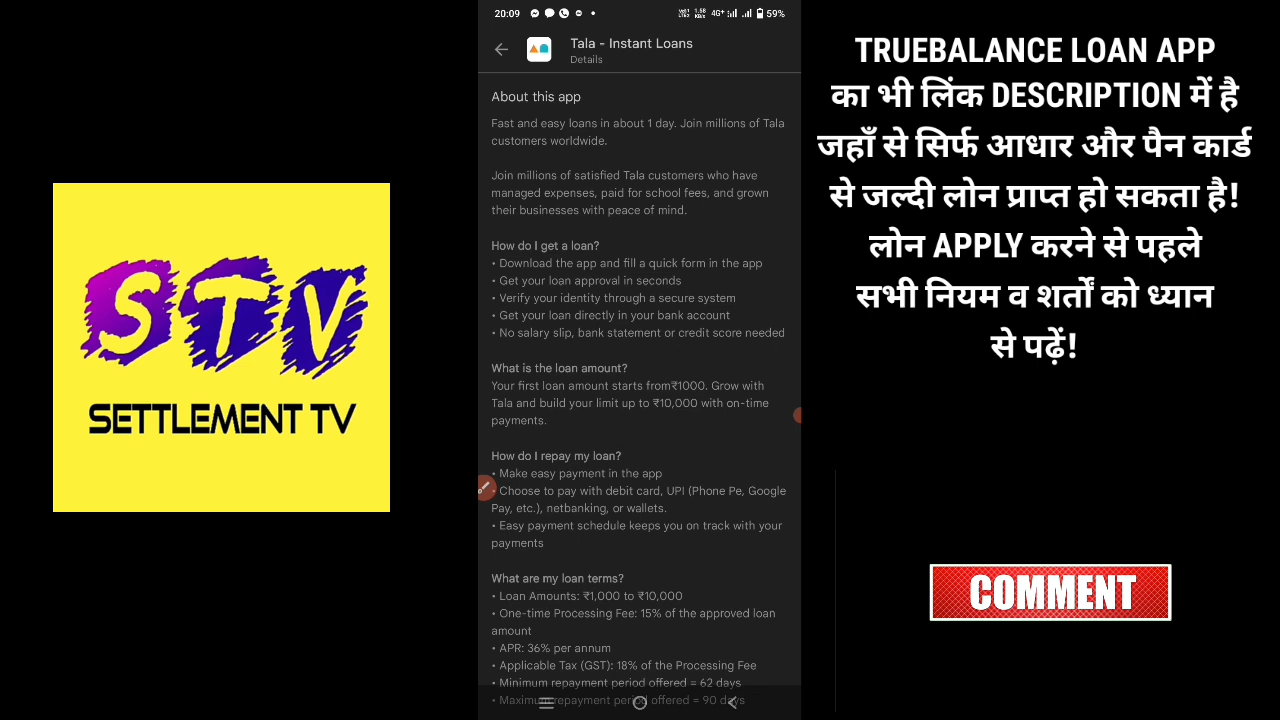 STV
SETTLEMENT TV
20:09
4G+
59%
Tala - Instant Loans
Details
About this app
Fast and easy loans in about 1 day. Join millions of Tala
customers worldwide.
Join millions of satisfied Tala customers who have
managed expenses, paid for school fees, and grown
their businesses with peace of mind.
How do I get a loan?
• Download the app and fill a quick form in the app
• Get your loan approval in seconds
• Verify your identity through a secure system
• Get your loan directly in your bank account
• No salary slip, bank statement or credit score needed
What is the loan amount?
Your first loan amount starts from₹1000. Grow with
Tala and build your limit up to ₹10,000 with on-time
payments.
How do I repay my loan?
• Make easy payment in the app
• Choose to pay with debit card, UPI (Phone Pe, Google
Pay, etc.), netbanking, or wallets.
• Easy payment schedule keeps you on track with your
payments
What are my loan terms?
• Loan Amounts: ₹1,000 to ₹10,000
• One-time Processing Fee: 15% of the approved loan
amount
• APR: 36% per annum
• Applicable Tax (GST): 18% of the Processing Fee
• Minimum repayment period offered = 62 days
• Maximum repayment period offered = 90 days
TRUEBALANCE LOAN APP
का भी लिंक DESCRIPTION में है
जहाँ से सिर्फ आधार और पैन कार्ड
से जल्दी लोन प्राप्त हो सकता है!
लोन APPLY करने से पहले
सभी नियम व शर्तों को ध्यान
से पढ़ें!
COMMENT